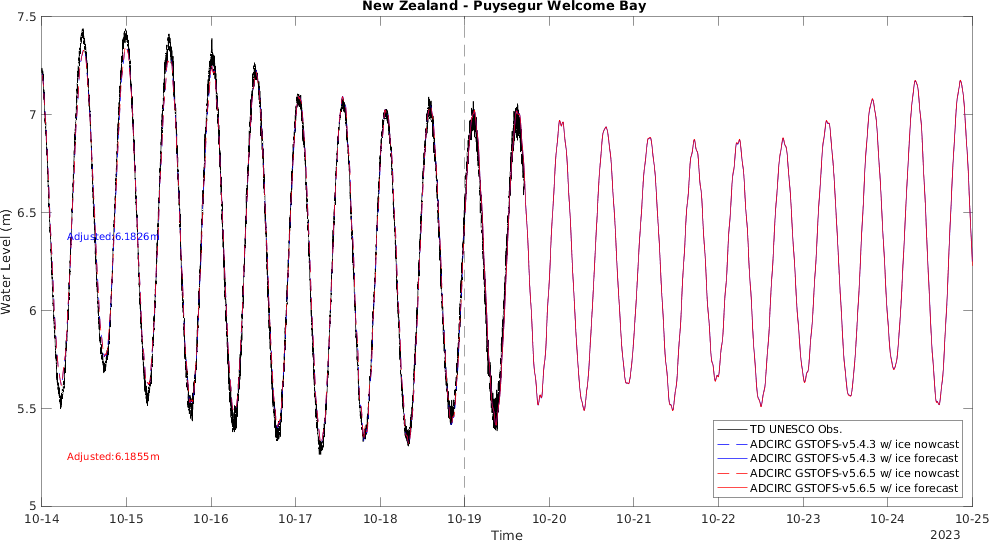 New Zealand - Puysegur Welcome Bay
7.5
7
6.5
6
5.5
5
Water Level (m)
Adjusted:6.1826m
Adjusted:6.1855m
TD UNESCO Obs.
ADCIRC GSTOFS-v5.4.3 w/ ice nowcast
ADCIRC GSTOFS-v5.4.3 w/ ice forecast
ADCIRC GSTOFS-v5.6.5 w/ ice nowcast
ADCIRC GSTOFS-v5.6.5 w/ ice forecast
10-14 10-15 10-16 10-17 10-18 10-19 10-20 10-21 10-22 10-23 10-24 10-25
Time
2023